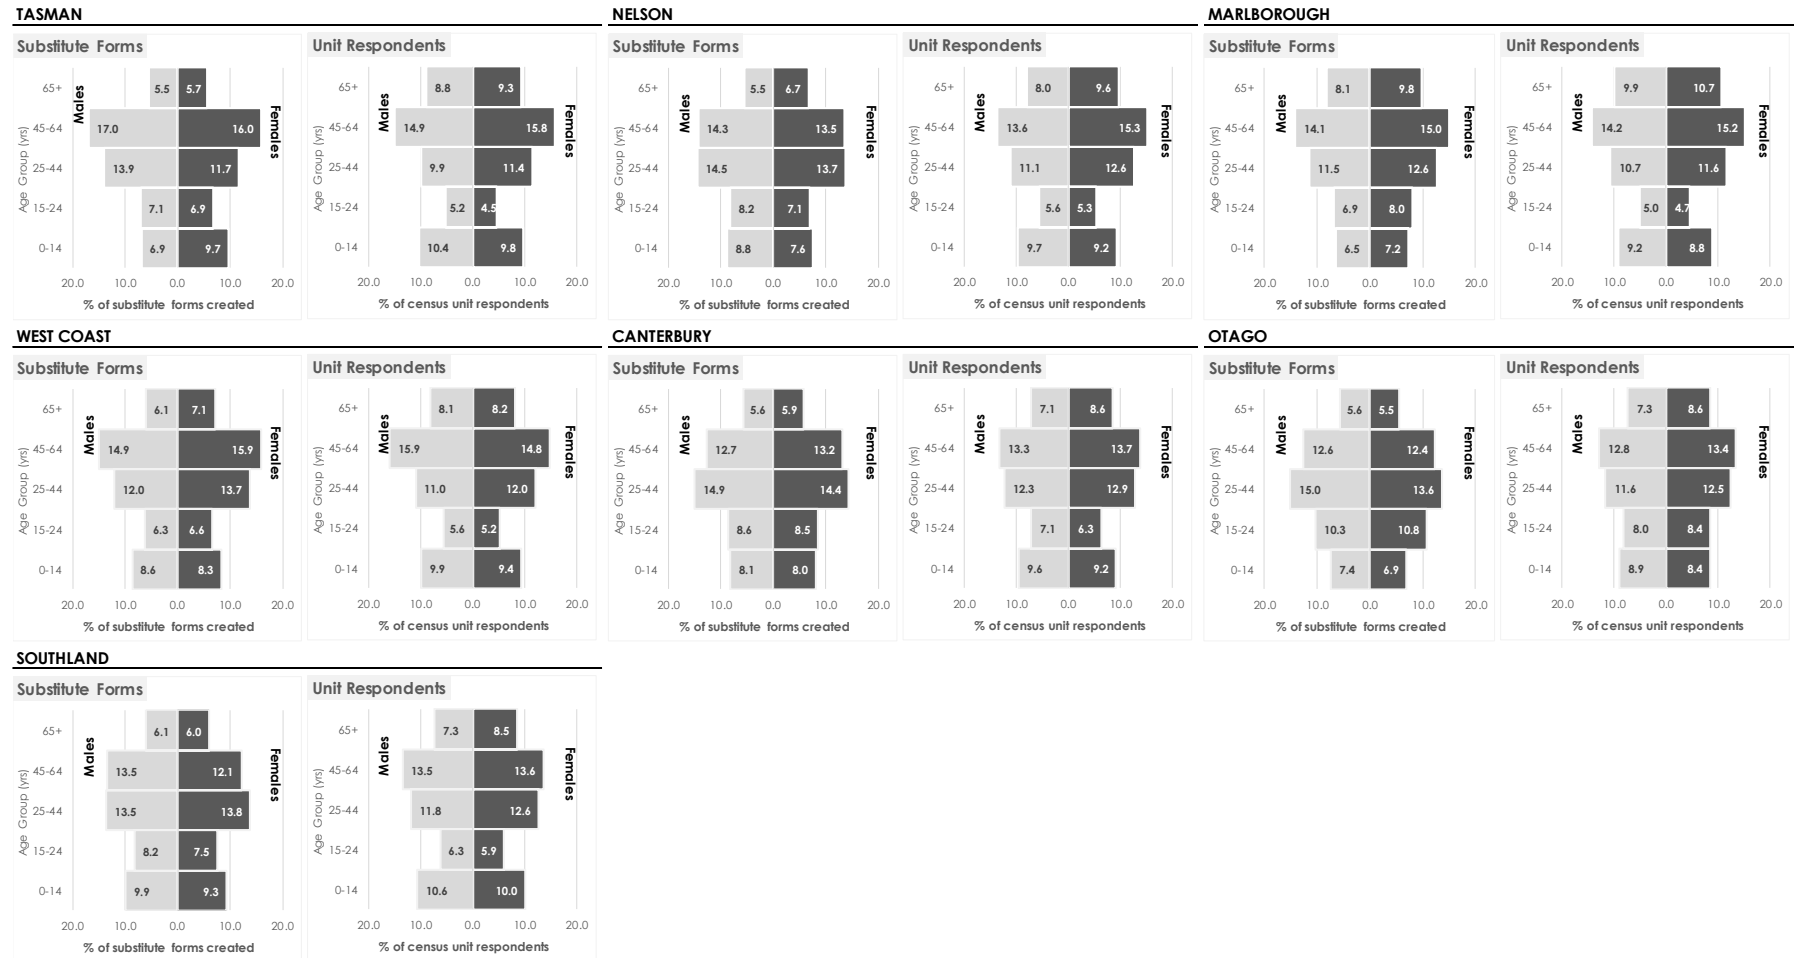 TASMAN
Substitute Forms
Males
Females
Age Group (yrs)
65+ 5.5 5.7
45-64 17.0 16.0
25-44 13.9 11.7
15-24 7.1 6.9
0-14 6.9 9.7
20.0 10.0 0.0 10.0 20.0
% of substitute forms created
Unit Respondents
Males
Females
Age Group (yrs)
65+ 8.8 9.3
45-64 14.9 15.8
25-44 9.9 11.4
15-24 5.2 4.5
0-14 10.4 9.8
20.0 10.0 0.0 10.0 20.0
% of census unit respondents
NELSON
Substitute Forms
Males
Females
Age Group (yrs)
65+ 5.5 6.7
45-64 14.3 13.5
25-44 14.5 13.7
15-24 8.2 7.1
0-14 8.8 7.6
20.0 10.0 0.0 10.0 20.0
% of substitute forms created
Unit Respondents
Males
Females
Age Group (yrs)
65+ 8.0 9.6
45-64 13.6 15.3
25-44 11.1 12.6
15-24 5.6 5.3
0-14 9.7 9.2
20.0 10.0 0.0 10.0 20.0
% of census unit respondents
MARLBOROUGH
Substitute Forms
Males
Females
Age Group (yrs)
65+ 8.1 9.8
45-64 14.1 15.0
25-44 11.5 12.6
15-24 6.9 8.0
0-14 6.5 7.2
20.0 10.0 0.0 10.0 20.0
% of substitute forms created
Unit Respondents
Males
Females
Age Group (yrs)
65+ 9.9 10.7
45-64 14.2 15.2
25-44 10.7 11.6
15-24 5.0 4.7
0-14 9.2 8.8
20.0 10.0 0.0 10.0 20.0
% of census unit respondents
WEST COAST
Substitute Forms
Males
Females
Age Group (yrs)
65+ 6.1 7.1
45-64 14.9 15.9
25-44 12.0 13.7
15-24 6.3 6.6
0-14 8.6 8.3
20.0 10.0 0.0 10.0 20.0
% of substitute forms created
Unit Respondents
Males
Females
Age Group (yrs)
65+ 8.1 8.2
45-64 15.9 14.8
25-44 11.0 12.0
15-24 5.6 5.2
0-14 9.9 9.4
20.0 10.0 0.0 10.0 20.0
% of census unit respondents
CANTERBURY
Substitute Forms
Males
Females
Age Group (yrs)
65+ 5.6 5.9
45-64 12.7 13.2
25-44 14.9 14.4
15-24 8.6 8.5
0-14 8.1 8.0
20.0 10.0 0.0 10.0 20.0
% of substitute forms created
Unit Respondents
Males
Females
Age Group (yrs)
65+ 7.1 8.6
45-64 13.3 13.7
25-44 12.3 12.9
15-24 7.1 6.3
0-14 9.6 9.2
20.0 10.0 0.0 10.0 20.0
% of census unit respondents
OTAGO
Substitute Forms
Males
Females
Age Group (yrs)
65+ 5.6 5.5
45-64 12.6 12.4
25-44 15.0 13.6
15-24 10.3 10.8
0-14 7.4 6.9
20.0 10.0 0.0 10.0 20.0
% of substitute forms created
Unit Respondents
Males
Females
Age Group (yrs)
65+ 7.3 8.6
45-64 12.8 13.4
25-44 11.6 12.5
15-24 8.0 8.4
0-14 8.9 8.4
20.0 10.0 0.0 10.0 20.0
% of census unit respondents
SOUTHLAND
Substitute Forms
Males
Females
Age Group (yrs)
65+ 6.1 6.0
45-64 13.5 12.1
25-44 13.5 13.8
15-24 8.2 7.5
0-14 9.9 9.3
20.0 10.0 0.0 10.0 20.0
% of substitute forms created
Unit Respondents
Males
Females
Age Group (yrs)
65+ 7.3 8.5
45-64 13.5 13.6
25-44 11.8 12.6
15-24 6.3 5.9
0-14 10.6 10.0
20.0 10.0 0.0 10.0 20.0
% of census unit respondents